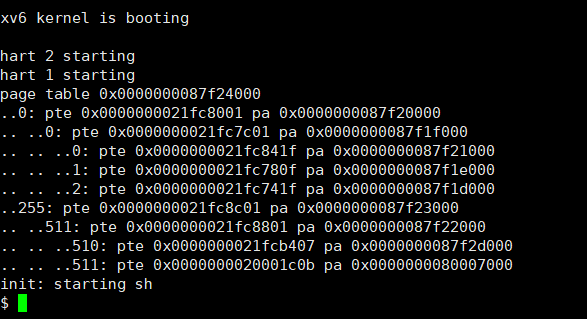 xv6 kernel is booting
hart 2 starting
hart 1 starting
page table 0x0000000087f24000
..0: pte 0x0000000021fc8001 pa 0x0000000087f20000
.. ..0: pte 0x0000000021fc7c01 pa 0x0000000087f1f000
.. .. ..0: pte 0x0000000021fc841f pa 0x0000000087f21000
.. .. ..1: pte 0x0000000021fc780f pa 0x0000000087f1e000
.. .. ..2: pte 0x0000000021fc741f pa 0x0000000087f1d000
..255: pte 0x0000000021fc8c01 pa 0x0000000087f23000
.. ..511: pte 0x0000000021fc8801 pa 0x0000000087f22000
.. .. ..510: pte 0x0000000021fcb407 pa 0x0000000087f2d000
.. .. ..511: pte 0x0000000020001c0b pa 0x0000000080007000
init: starting sh
$